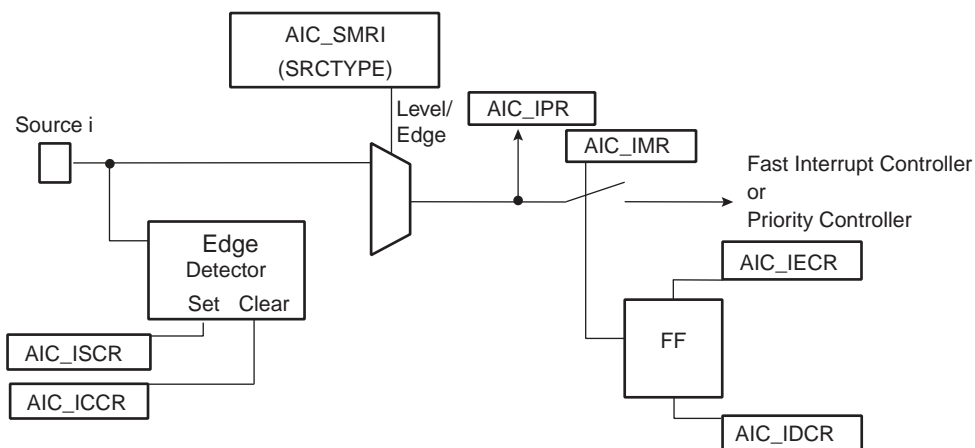 AIC_SMRI
(SRCTYPE)
Level/
Edge
AIC_IPR
Source i
AIC_IMR
Fast Interrupt Controller
or
Priority Controller
Edge
Detector
Set Clear
AIC_IECR
FF
AIC_ISCR
AIC_ICCR
AIC_IDCR